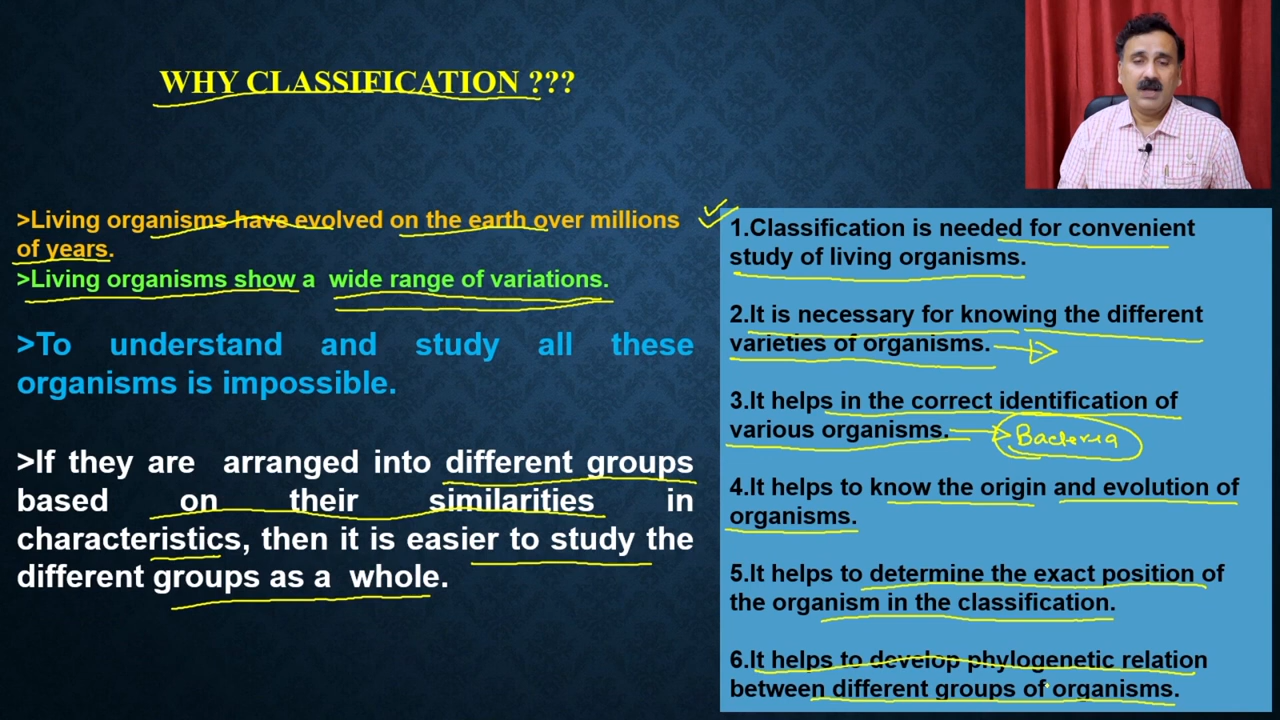 WHY CLASSIFICATION ???
>Living organisms have evolved on the earth over millions
of years.
>Living organisms show a wide range of variations.
>To understand and study all these
organisms is impossible.
>If they are arranged into different groups
based on their similarities in
characteristics, then it is easier to study the
different groups as a whole.
1.Classification is needed for convenient
study of living organisms.
2.It is necessary for knowing the different
varieties of organisms.
3.It helps in the correct identification of
various organisms.
Bacteria
4.It helps to know the origin and evolution of
organisms.
5.It helps to determine the exact position of
the organism in the classification.
6.It helps to develop phylogenetic relation
between different groups of organisms.